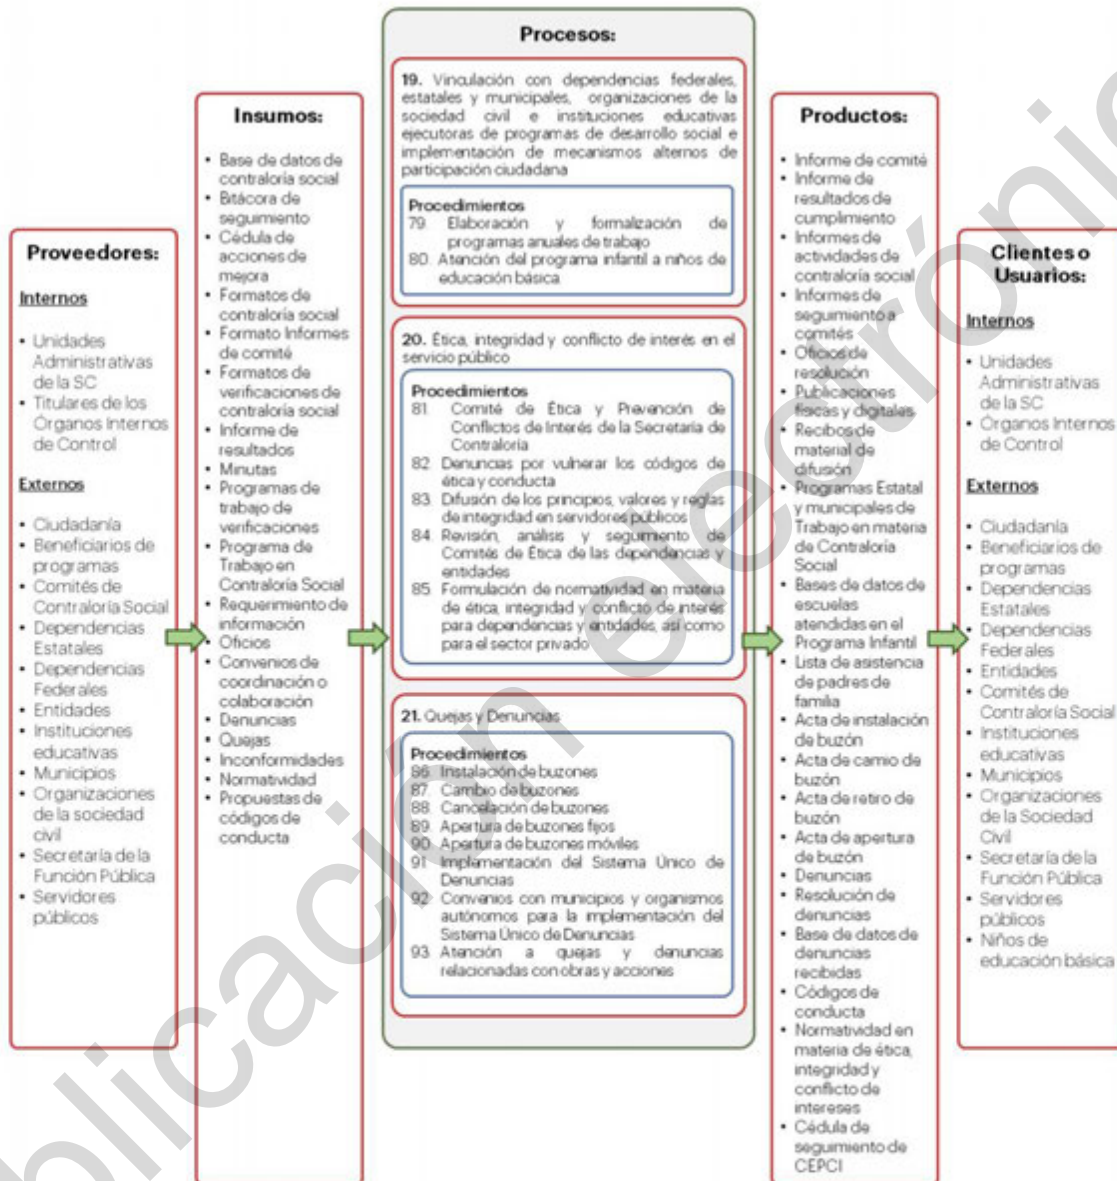 Proveedores:
Internos
• Unidades
Administrativas
de la SC
• Titulares de los
Órganos Internos
de Control
Externos
• Ciudadanía
• Beneficiarios de
programas
• Comités de
Contraloría Social
• Dependencias
Estatales
• Dependencias
Federales
• Entidades
• Instituciones
educativas
• Municipios
• Organizaciones
de la sociedad
civil
• Secretaría de la
Función Pública
• Servidores
públicos
Insumos:
• Base de datos de
contraloría social
• Bitácora de
seguimiento
• Cédula de
acciones de
mejora
• Formatos de
contraloría social
• Formato Informes
de comité
• Formatos de
verificaciones de
contraloría social
• Informe de
resultados
• Minutas
• Programas de
trabajo de
verificaciones
• Programa de
Trabajo en
Contraloría Social
• Requerimiento de
información
• Oficios
• Convenios de
coordinación o
colaboración
• Denuncias
• Quejas
• Inconformidades
• Normatividad
• Propuestas de
códigos de
conducta
Procesos:
19. Vinculación con dependencias federales,
estatales y municipales, organizaciones de la
sociedad civil e instituciones educativas
ejecutoras de programas de desarrollo social e
implementación de mecanismos alternos de
participación ciudadana
Procedimientos
79. Elaboración y formalización de
programas anuales de trabajo
80. Atención del programa infantil a niños de
educación básica.
20. Ética, integridad y conflicto de interés en el
servicio público
Procedimientos
81. Comité de Ética y Prevención de
Conflictos de Interés de la Secretaría de
Contraloría
82. Denuncias por vulnerar los códigos de
ética y conducta
83. Difusión de los principios, valores y reglas
de integridad en servidores públicos
84. Revisión, análisis y seguimiento de
Comités de Ética de las dependencias y
entidades
85. Formulación de normatividad en materia
de ética, integridad y conflicto de interés
para dependencias y entidades, así como
para el sector privado
21. Quejas y Denuncias
Procedimientos
86. Instalación de buzones
87. Cambio de buzones
88. Cancelación de buzones
89. Apertura de buzones fijos
90. Apertura de buzones móviles
91. Implementación del Sistema Único de
Denuncias
92. Convenios con municipios y organismos
autónomos para la implementación del
Sistema Único de Denuncias
93. Atención a quejas y denuncias
relacionadas con obras y acciones
Productos:
• Informe de comité
• Informe de
resultados de
cumplimiento
• Informes de
actividades de
contraloría social
• Informes de
seguimiento a
comités
• Oficios de
resolución
• Publicaciones
físicas y digitales
• Recibos de
material de
difusión
• Programas Estatal
y municipales de
Trabajo en materia
de Contraloría
Social
• Bases de datos de
escuelas
atendidas en el
Programa Infantil
• Lista de asistencia
de padres de
familia
• Acta de instalación
de buzón
• Acta de camio de
buzón
• Acta de retiro de
buzón
• Acta de apertura
de buzón
• Denuncias
• Resolución de
denuncias
• Base de datos de
denuncias
recibidas
• Códigos de
conducta
• Normatividad en
materia de ética,
integridad y
conflicto de
intereses
• Cédula de
seguimiento de
CEPCI
Clientes o
Usuarios:
Internos
• Unidades
Administrativas
de la SC
• Órganos Internos
de Control
Externos
• Ciudadanía
• Beneficiarios de
programas
• Dependencias
Estatales
• Dependencias
Federales
• Entidades
• Comités de
Contraloría Social
• Instituciones
educativas
• Municipios
• Organizaciones
de la Sociedad
Civil
• Secretaría de la
Función Pública
• Servidores
públicos
• Niños de
educación básica